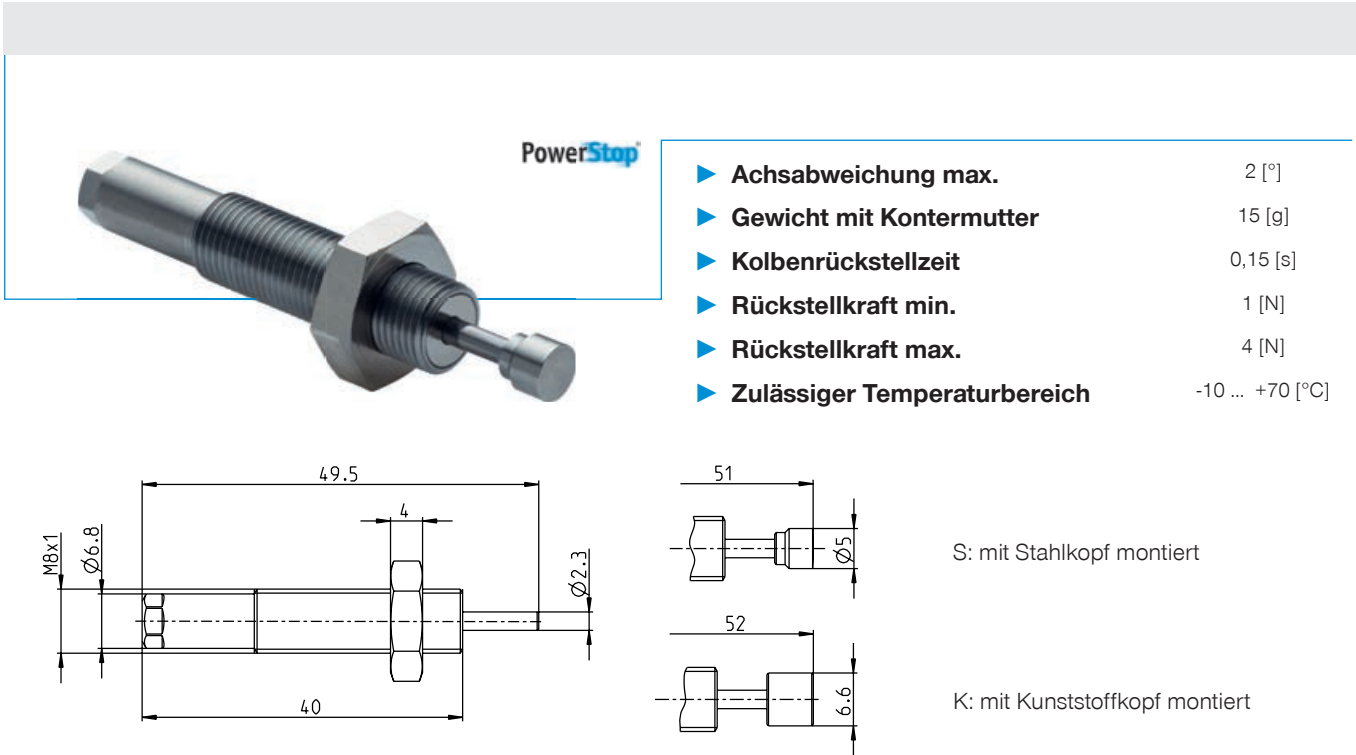 PowerStop
Achsabweichung max. 2 [°]
Gewicht mit Kontermutter 15 [g]
Kolbenrückstellzeit 0,15 [s]
Rückstellkraft min. 1 [N]
Rückstellkraft max. 4 [N]
Zulässiger Temperaturbereich -10 ... +70 [°C]
49.5
4
M8x1
Ø6.8
Ø2.3
40
51
Ø5
S: mit Stahlkopf montiert
52
6.6
K: mit Kunststoffkopf montiert